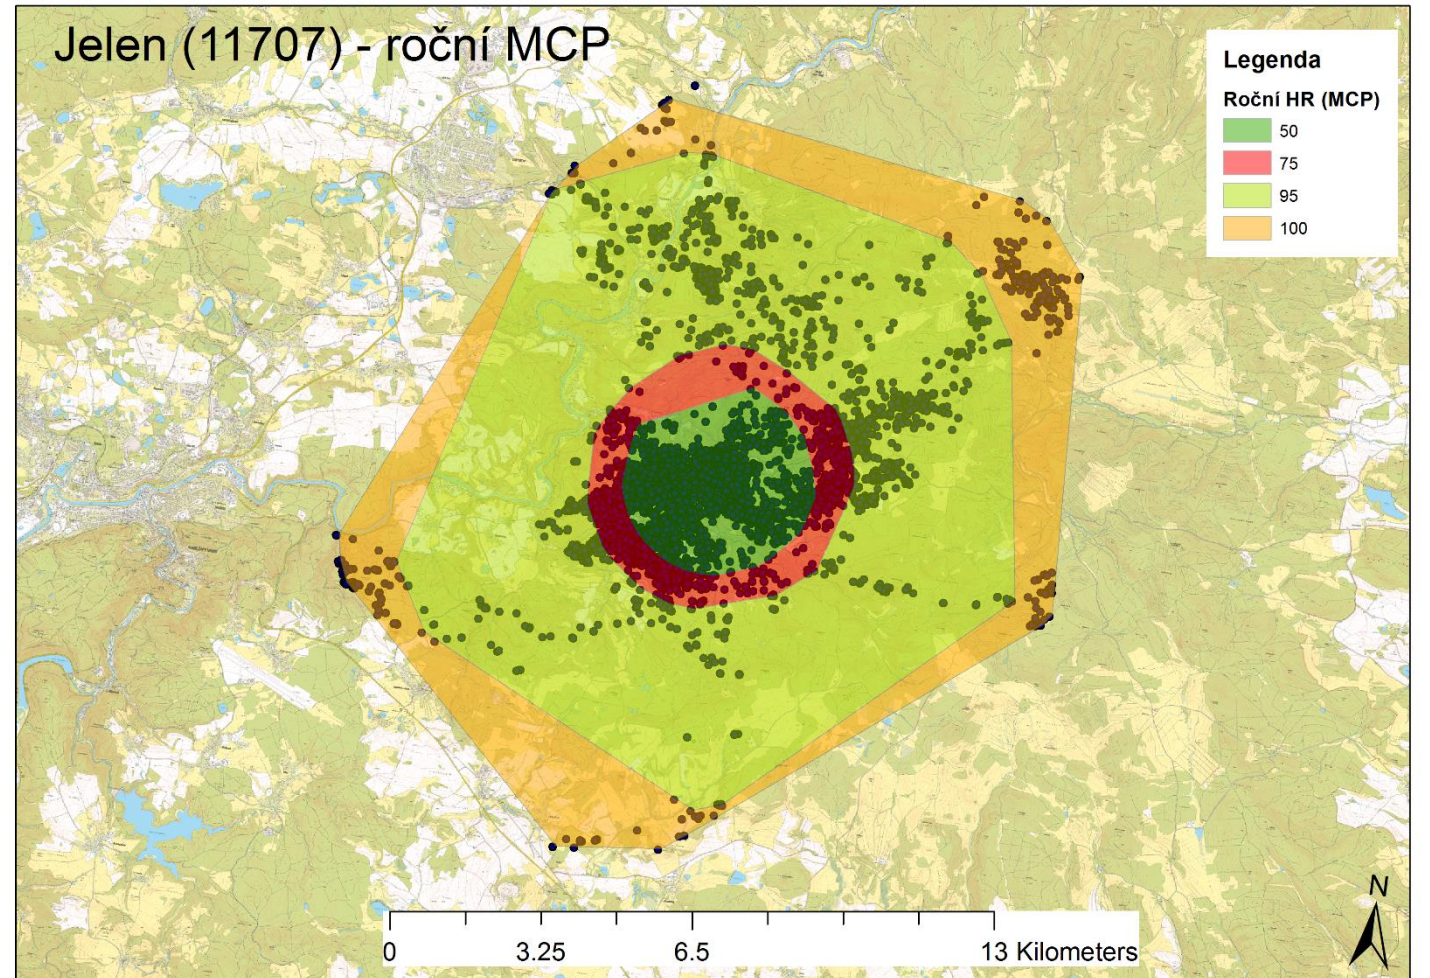 Jelen (11707) - roční MCP
Legenda
Roční HR (MCP)
50
75
95
100
N
0 3.25 6.5 13 Kilometers